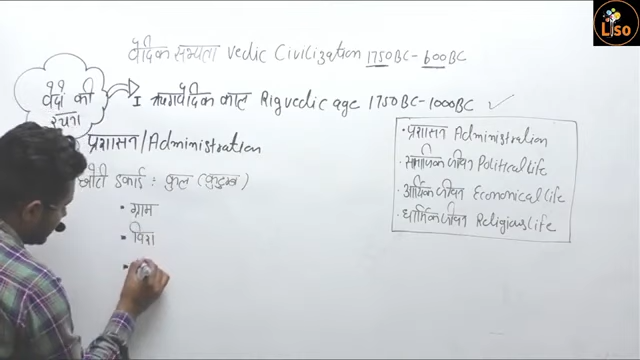 वैदिक सभ्यता Vedic Civilization 1750BC-600BC
वेदों की
रचना
I ऋग्वैदिक काल Rigvedic age 1750BC-1000BC ✓
प्रशासन/Administration
छोटी इकाई : कुल (कुटुम्ब)
• ग्राम
• विश
•
• प्रशासन Administration
• सामाजिक जीवन Political life
• आर्थिक जीवन Economical life
• धार्मिक जीवन Religious life
Liso